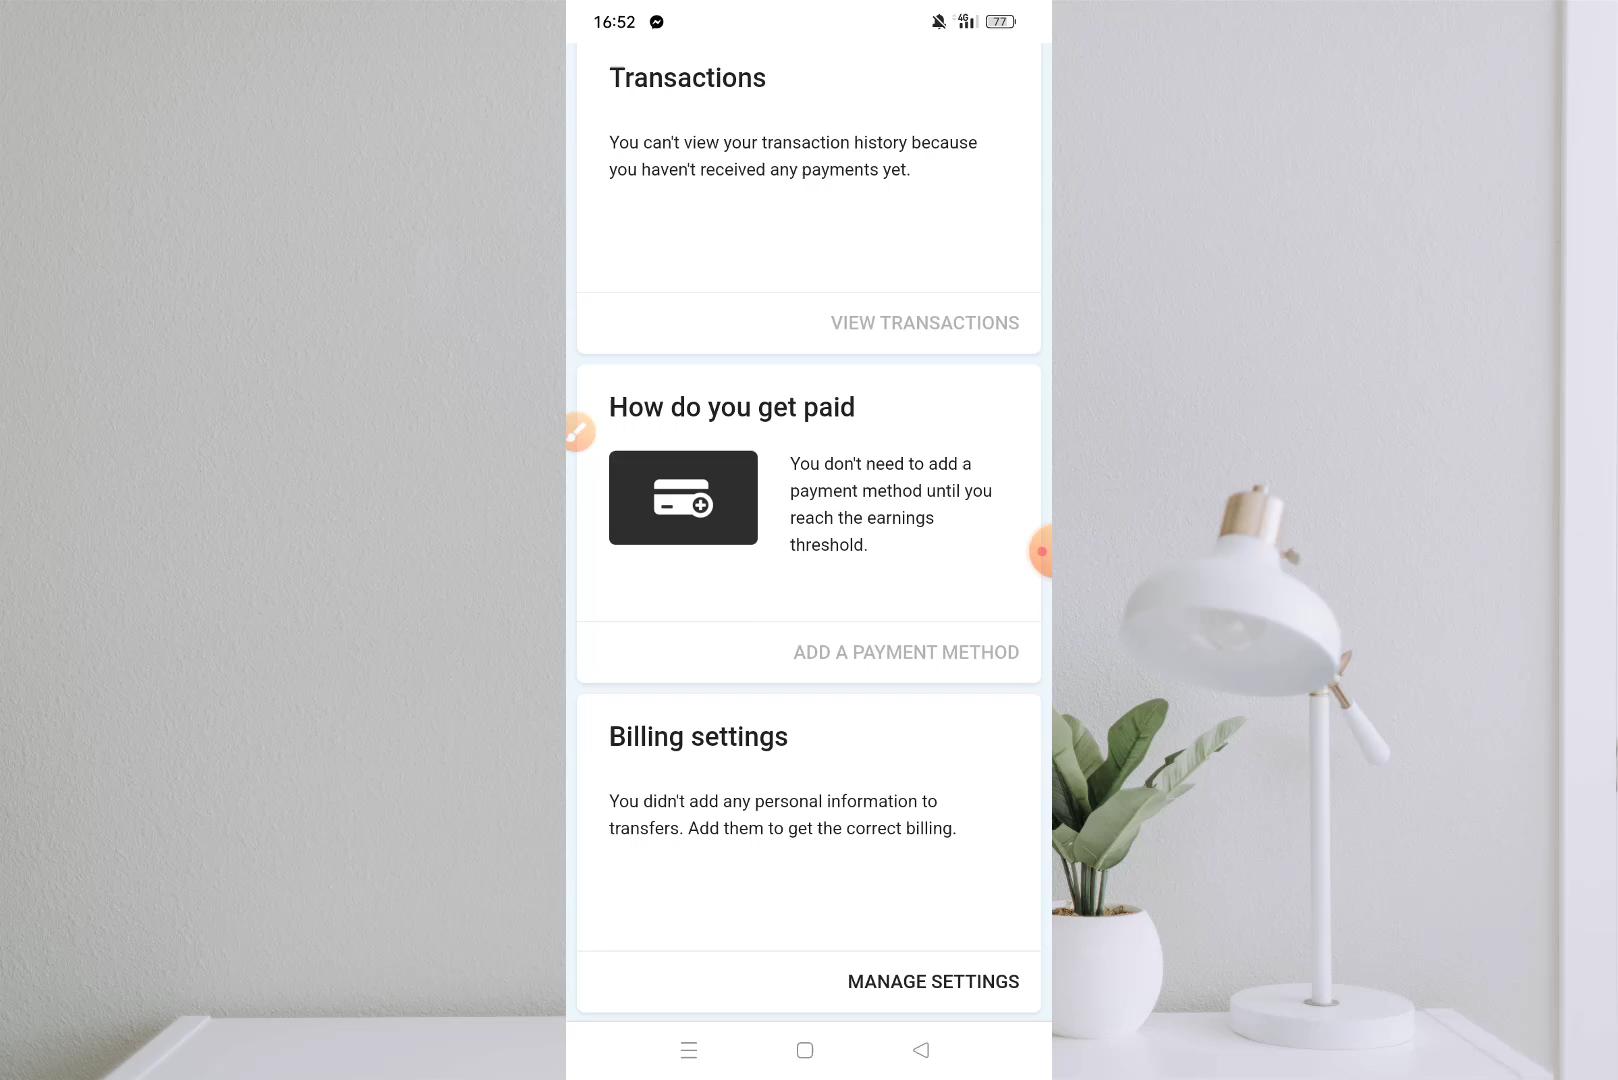 16:52
4G
77
Transactions
You can't view your transaction history because
you haven't received any payments yet.
VIEW TRANSACTIONS
How do you get paid
You don't need to add a
payment method until you
reach the earnings
threshold.
ADD A PAYMENT METHOD
Billing settings
You didn't add any personal information to
transfers. Add them to get the correct billing.
MANAGE SETTINGS